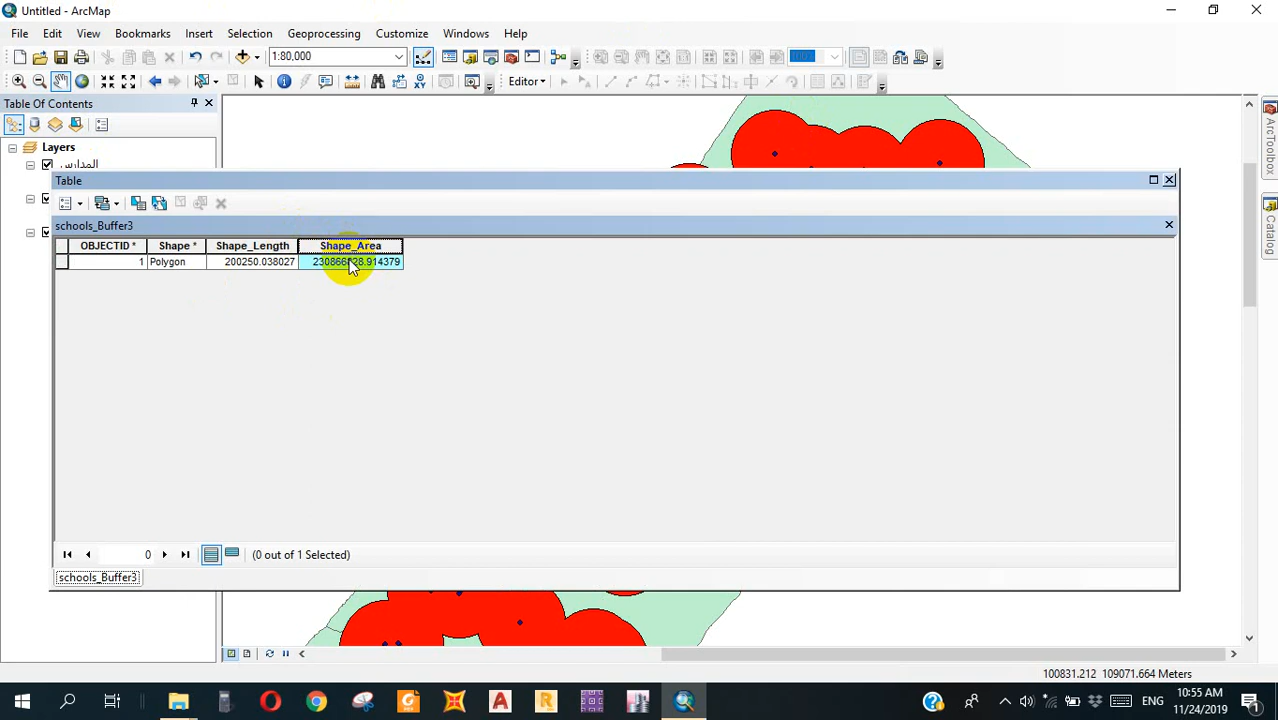 Untitled - ArcMap
File Edit View Bookmarks Insert Selection Geoprocessing Customize Windows Help
1:80,000
Editor
Table Of Contents
Layers
المدارس
ArcToolbox
Catalog
Table
schools_Buffer3
OBJECTID * Shape * Shape_Length Shape_Area
1 Polygon 200250.038027
0 (0 out of 1 Selected)
schools_Buffer3
100831.212 109071.664 Meters
ENG
10:55 AM
11/24/2019